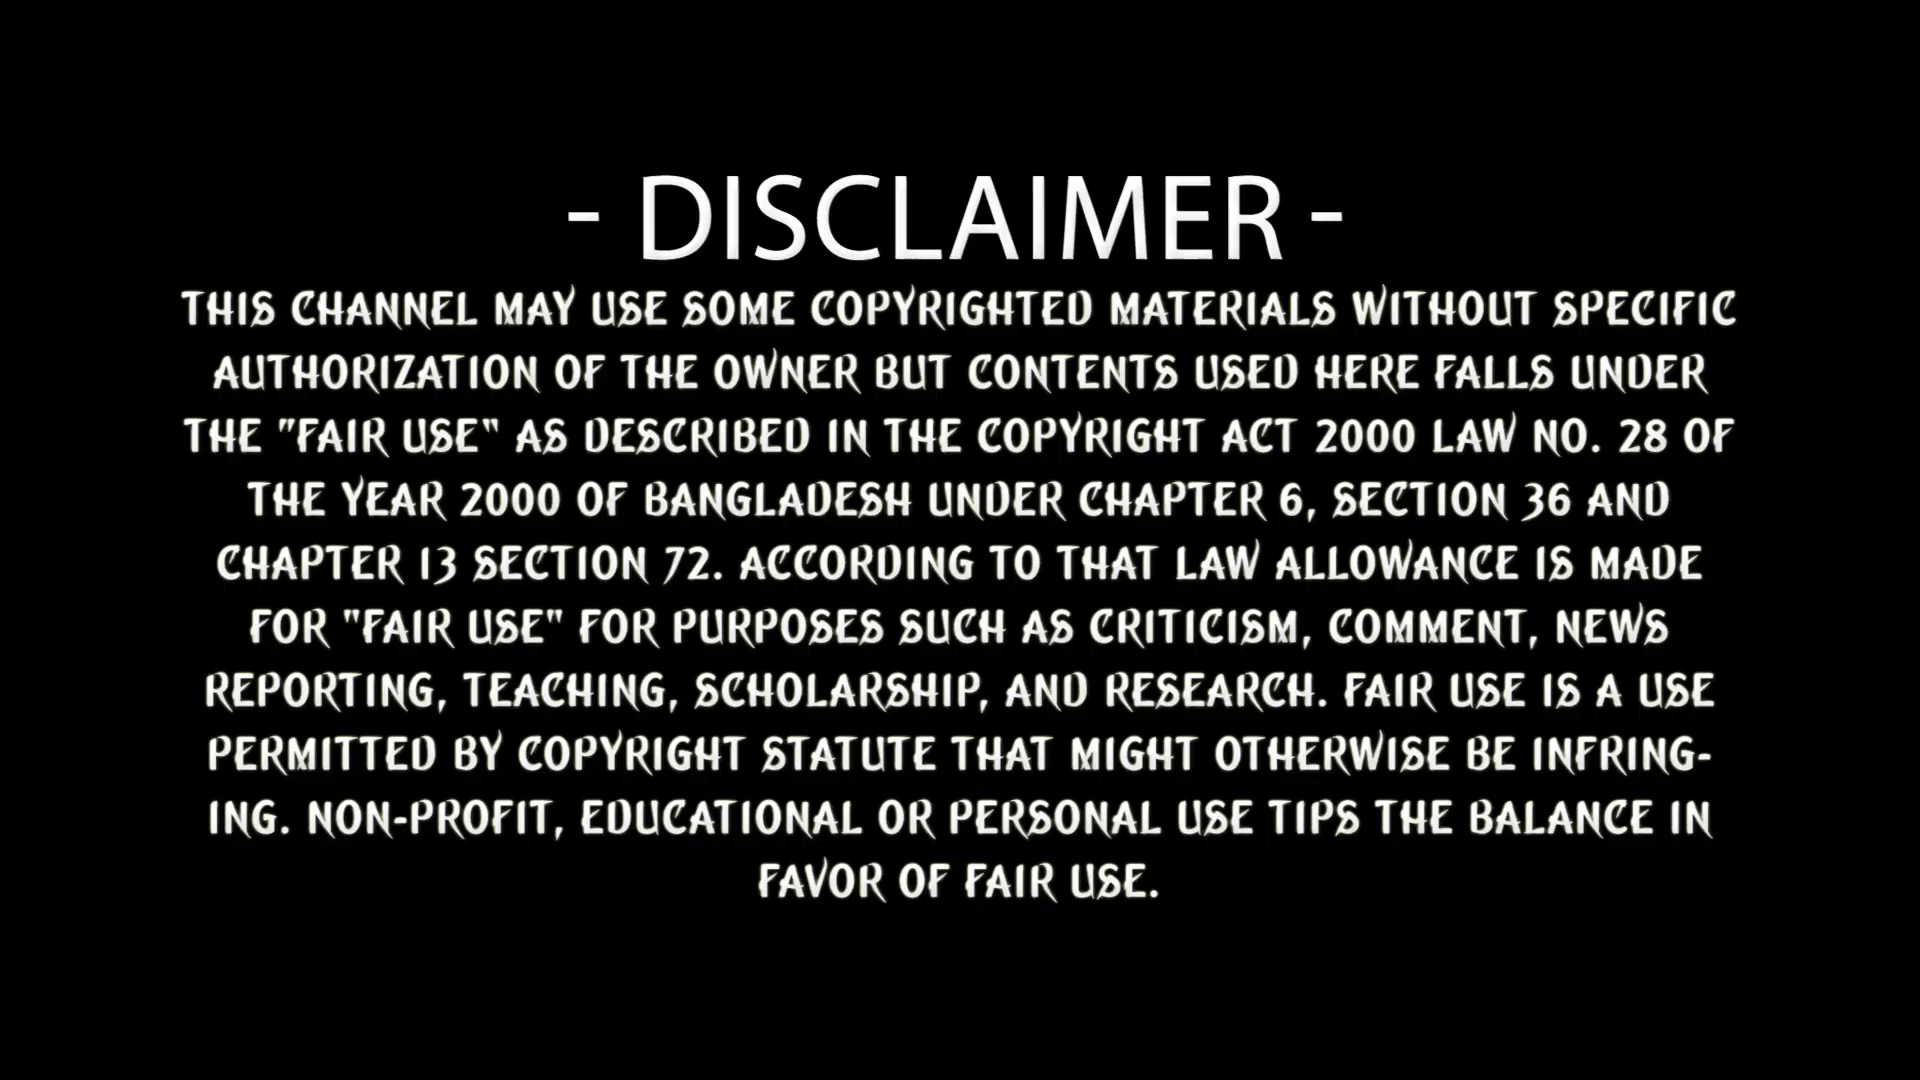 - DISCLAIMER -
THIS CHANNEL MAY USE SOME COPYRIGHTED MATERIALS WITHOUT SPECIFIC
AUTHORIZATION OF THE OWNER BUT CONTENTS USED HERE FALLS UNDER
THE "FAIR USE" AS DESCRIBED IN THE COPYRIGHT ACT 2000 LAW NO. 28 OF
THE YEAR 2000 OF BANGLADESH UNDER CHAPTER 6, SECTION 36 AND
CHAPTER 13 SECTION 72. ACCORDING TO THAT LAW ALLOWANCE IS MADE
FOR "FAIR USE" FOR PURPOSES SUCH AS CRITICISM, COMMENT, NEWS
REPORTING, TEACHING, SCHOLARSHIP, AND RESEARCH. FAIR USE IS A USE
PERMITTED BY COPYRIGHT STATUTE THAT MIGHT OTHERWISE BE INFRING-
ING. NON-PROFIT, EDUCATIONAL OR PERSONAL USE TIPS THE BALANCE IN
FAVOR OF FAIR USE.